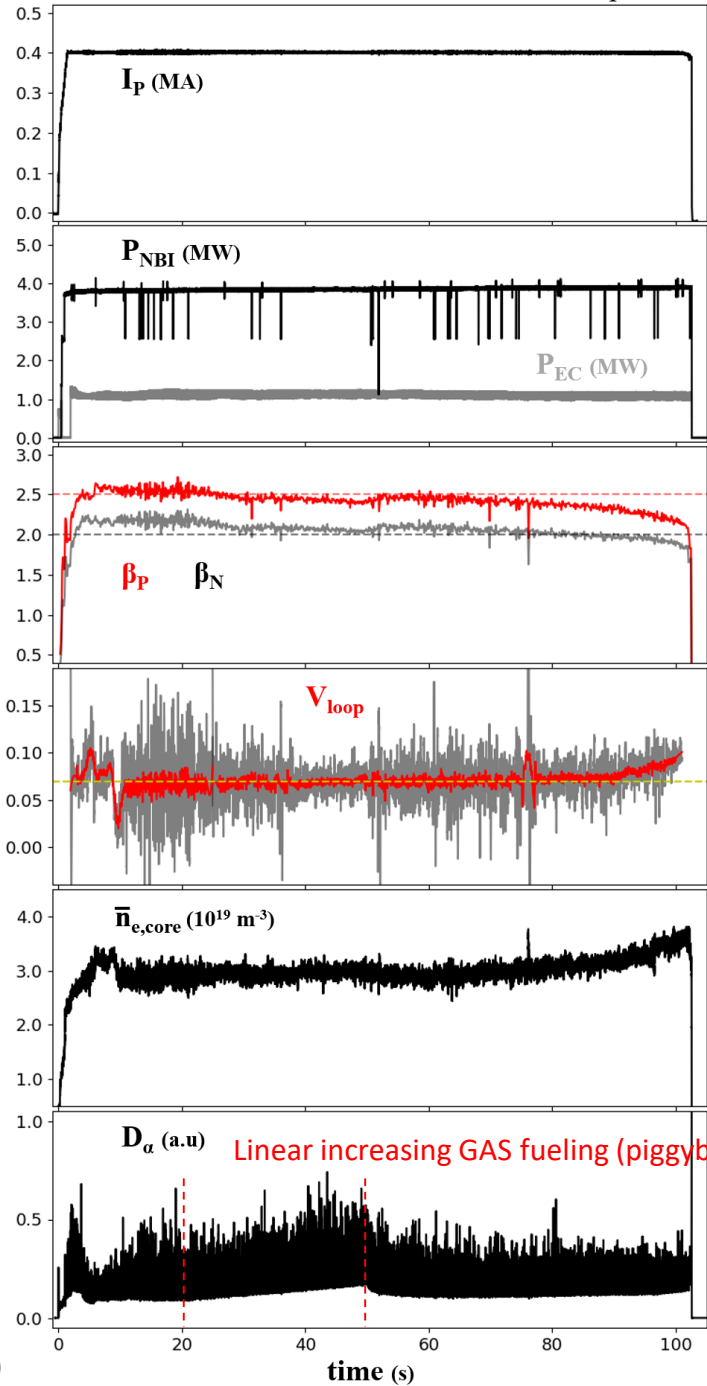 0.5
0.4
0.3
0.2
0.1
0.0
I_P (MA)
5.0
4.0
3.0
2.0
1.0
0.0
P_NBI (MW)
P_EC (MW)
3.0
2.5
2.0
1.5
1.0
0.5
β_P β_N
0.15
0.10
0.05
0.00
V_loop
4.0
3.0
2.0
1.0
n̅_e,core (10¹⁹ m⁻³)
1.0
0.5
0.0
D_α (a.u)
Linear increasing GAS fueling (piggyb
0 20 40 60 80 100
time (s)